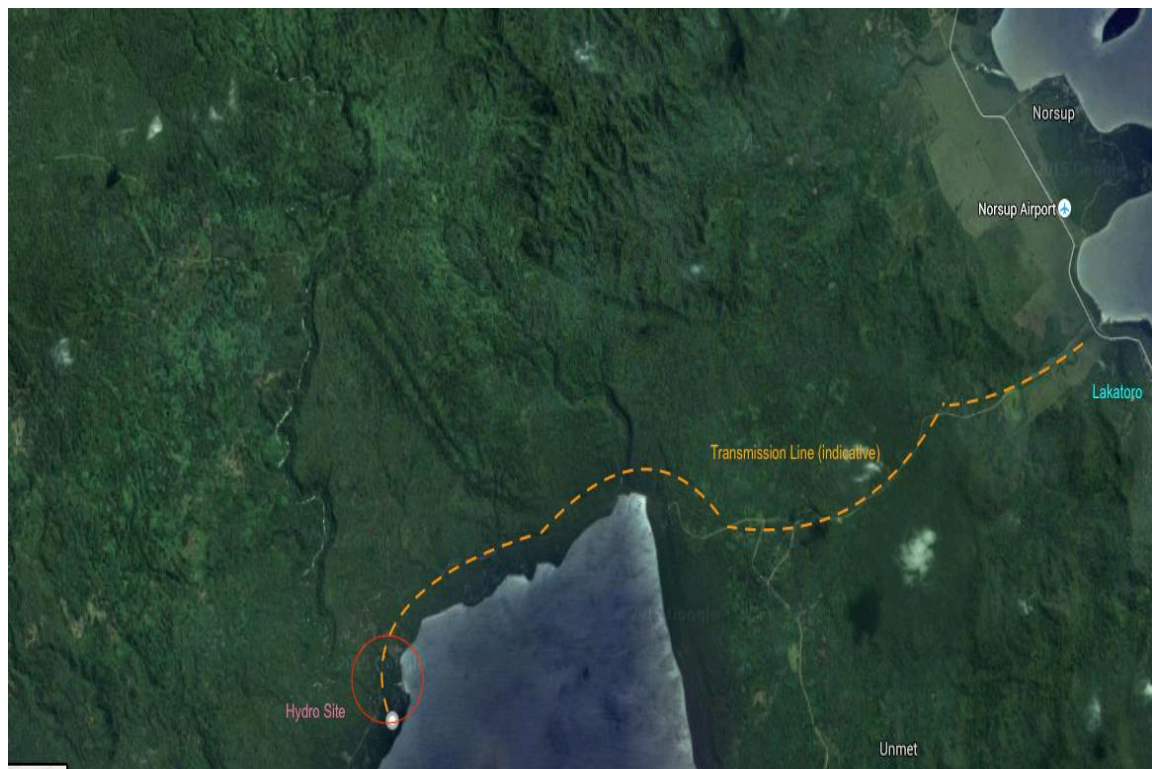 Norsup
Norsup Airport
Lakatoro
Transmission Line (indicative)
Hydro Site
Unmet